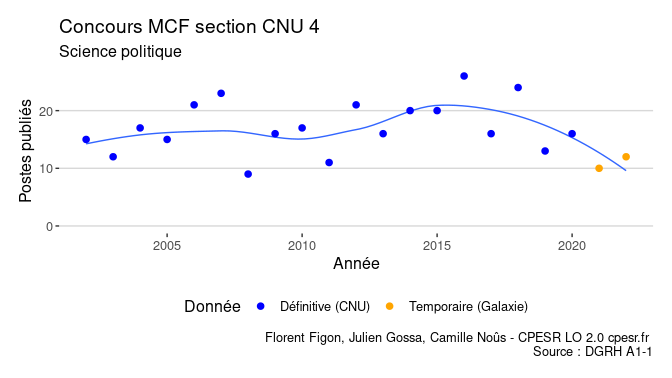 Concours MCF section CNU 4
Science politique
Postes publiés
20
10
0
2005
2010
2015
2020
Année
Donnée
Définitive (CNU)
Temporaire (Galaxie)
Florent Figon, Julien Gossa, Camille Noûs - CPESR LO 2.0 cpesr.fr
Source : DGRH A1-1